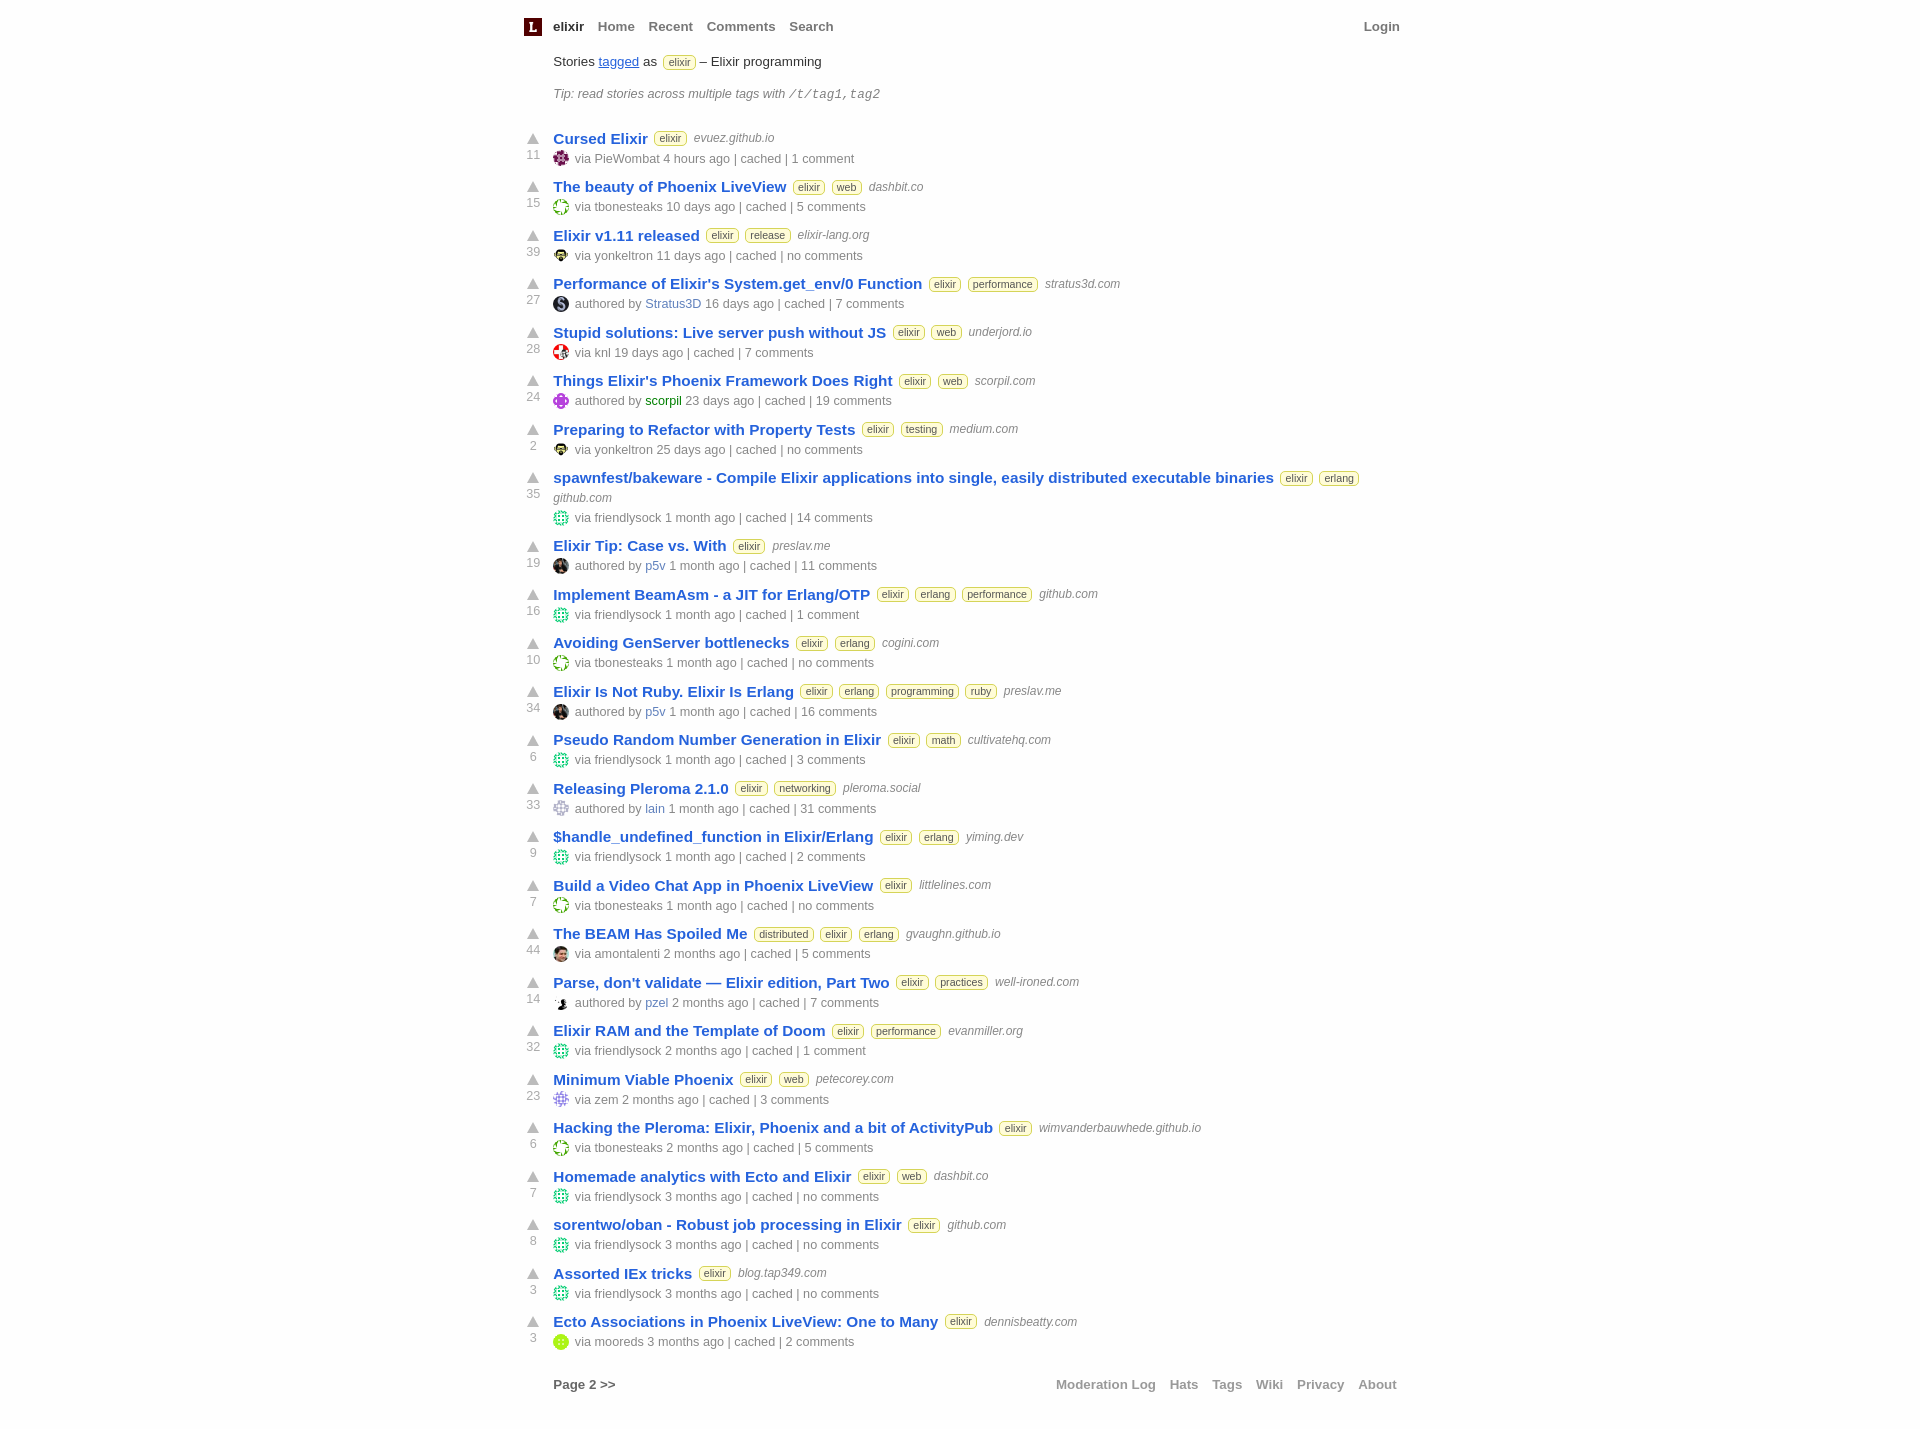 L elixir Home Recent Comments Search Login
Stories tagged as elixir – Elixir programming
Tip: read stories across multiple tags with /t/tag1,tag2
Cursed Elixir elixir evuez.github.io
11 via PieWombat 4 hours ago | cached | 1 comment
The beauty of Phoenix LiveView elixir web dashbit.co
15 via tbonesteaks 10 days ago | cached | 5 comments
Elixir v1.11 released elixir release elixir-lang.org
39 via yonkeltron 11 days ago | cached | no comments
Performance of Elixir's System.get_env/0 Function elixir performance stratus3d.com
27 authored by Stratus3D 16 days ago | cached | 7 comments
Stupid solutions: Live server push without JS elixir web underjord.io
28 via knl 19 days ago | cached | 7 comments
Things Elixir's Phoenix Framework Does Right elixir web scorpil.com
24 authored by scorpil 23 days ago | cached | 19 comments
Preparing to Refactor with Property Tests elixir testing medium.com
2 via yonkeltron 25 days ago | cached | no comments
spawnfest/bakeware - Compile Elixir applications into single, easily distributed executable binaries elixir erlang
35 github.com
via friendlysock 1 month ago | cached | 14 comments
Elixir Tip: Case vs. With elixir preslav.me
19 authored by p5v 1 month ago | cached | 11 comments
Implement BeamAsm - a JIT for Erlang/OTP elixir erlang performance github.com
16 via friendlysock 1 month ago | cached | 1 comment
Avoiding GenServer bottlenecks elixir erlang cogini.com
10 via tbonesteaks 1 month ago | cached | no comments
Elixir Is Not Ruby. Elixir Is Erlang elixir erlang programming ruby preslav.me
34 authored by p5v 1 month ago | cached | 16 comments
Pseudo Random Number Generation in Elixir elixir math cultivatehq.com
6 via friendlysock 1 month ago | cached | 3 comments
Releasing Pleroma 2.1.0 elixir networking pleroma.social
33 authored by lain 1 month ago | cached | 31 comments
$handle_undefined_function in Elixir/Erlang elixir erlang yiming.dev
9 via friendlysock 1 month ago | cached | 2 comments
Build a Video Chat App in Phoenix LiveView elixir littlelines.com
7 via tbonesteaks 1 month ago | cached | no comments
The BEAM Has Spoiled Me distributed elixir erlang gvaughn.github.io
44 via amontalenti 2 months ago | cached | 5 comments
Parse, don't validate — Elixir edition, Part Two elixir practices well-ironed.com
14 authored by pzel 2 months ago | cached | 7 comments
Elixir RAM and the Template of Doom elixir performance evanmiller.org
32 via friendlysock 2 months ago | cached | 1 comment
Minimum Viable Phoenix elixir web petecorey.com
23 via zem 2 months ago | cached | 3 comments
Hacking the Pleroma: Elixir, Phoenix and a bit of ActivityPub elixir wimvanderbauwhede.github.io
6 via tbonesteaks 2 months ago | cached | 5 comments
Homemade analytics with Ecto and Elixir elixir web dashbit.co
7 via friendlysock 3 months ago | cached | no comments
sorentwo/oban - Robust job processing in Elixir elixir github.com
8 via friendlysock 3 months ago | cached | no comments
Assorted IEx tricks elixir blog.tap349.com
3 via friendlysock 3 months ago | cached | no comments
Ecto Associations in Phoenix LiveView: One to Many elixir dennisbeatty.com
3 via mooreds 3 months ago | cached | 2 comments
Page 2 >> Moderation Log Hats Tags Wiki Privacy About